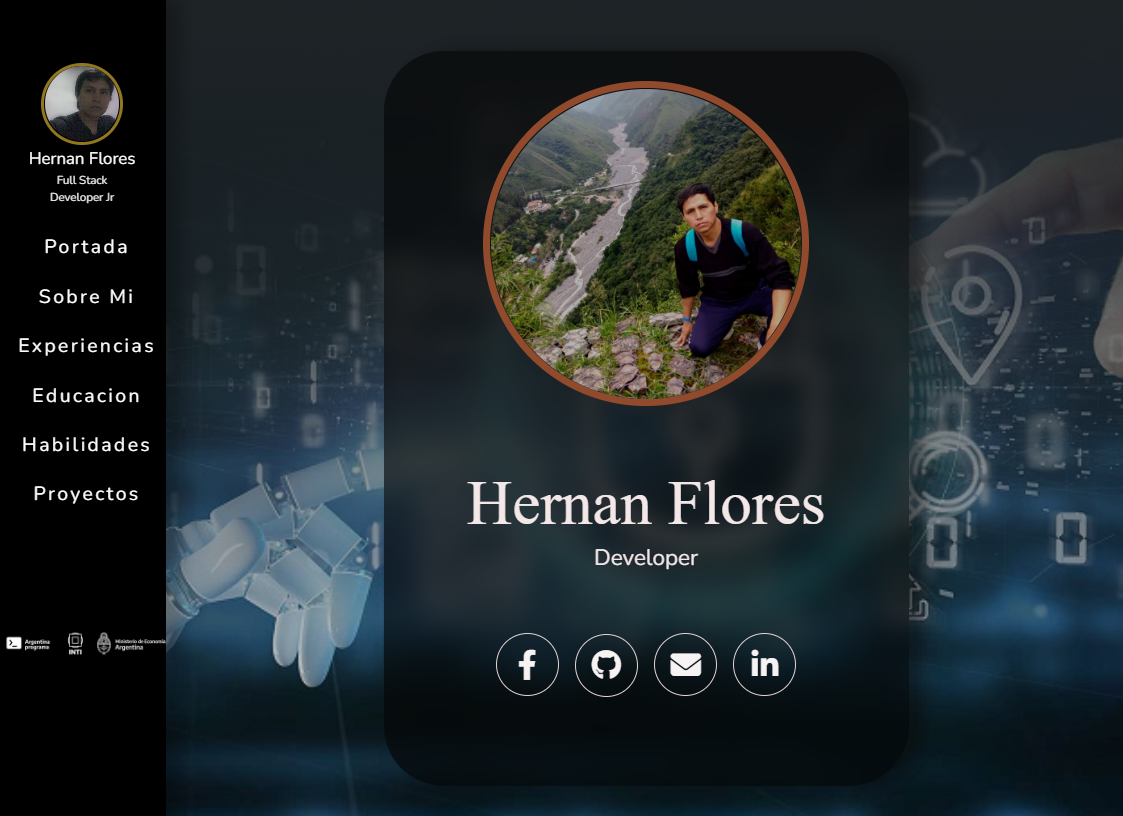 Hernan Flores
Full Stack
Developer Jr
Portada
Sobre Mi
Experiencias
Educacion
Habilidades
Proyectos
Argentina
programa
INTI
Ministerio de Economía
Argentina
Hernan Flores
Developer